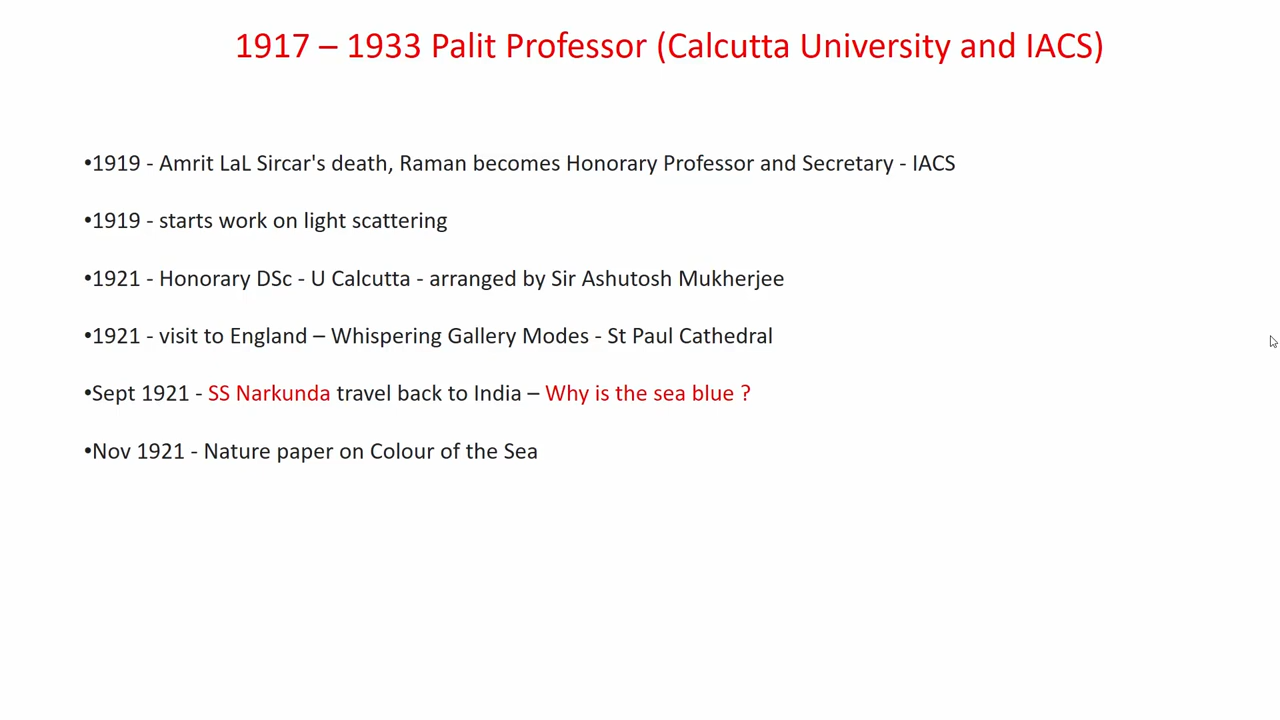 1917 – 1933 Palit Professor (Calcutta University and IACS)
•1919 - Amrit LaL Sircar's death, Raman becomes Honorary Professor and Secretary - IACS
•1919 - starts work on light scattering
•1921 - Honorary DSc - U Calcutta - arranged by Sir Ashutosh Mukherjee
•1921 - visit to England – Whispering Gallery Modes - St Paul Cathedral
•Sept 1921 - SS Narkunda travel back to India – Why is the sea blue ?
•Nov 1921 - Nature paper on Colour of the Sea